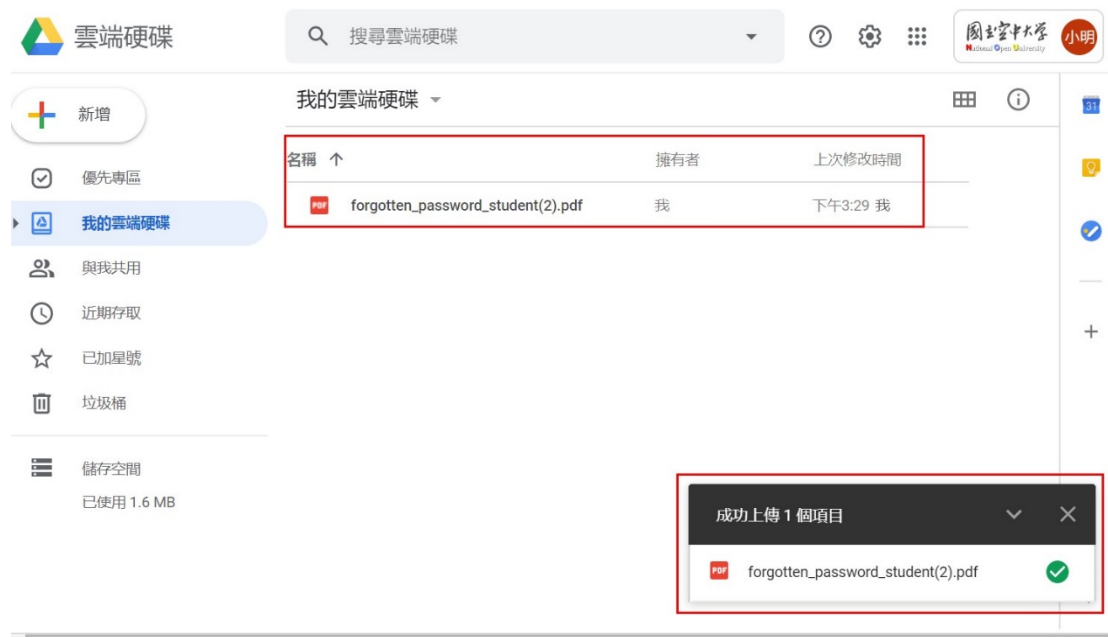 雲端硬碟
搜尋雲端硬碟
國立空中大學
National Open University
小明
新增
我的雲端硬碟
31
優先專區
我的雲端硬碟
與我共用
近期存取
已加星號
垃圾桶
儲存空間
已使用 1.6 MB
名稱 擁有者 上次修改時間
PDF forgotten_password_student(2).pdf 我 下午3:29 我
成功上傳 1 個項目
PDF forgotten_password_student(2).pdf